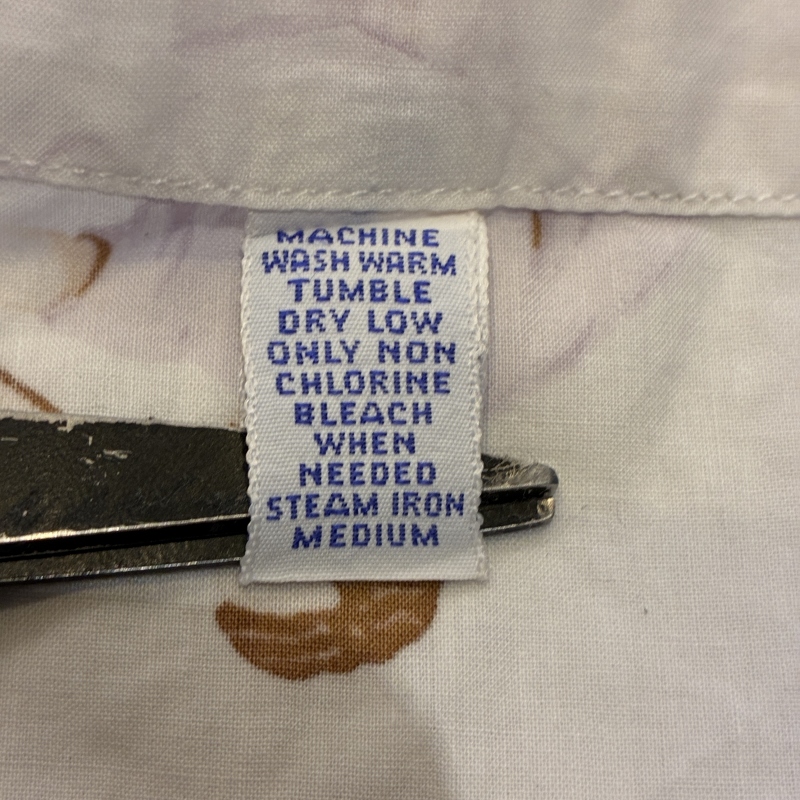 MACHINE
WASH WARM
TUMBLE
DRY LOW
ONLY NON
CHLORINE
BLEACH
WHEN
NEEDED
STEAM IRON
MEDIUM